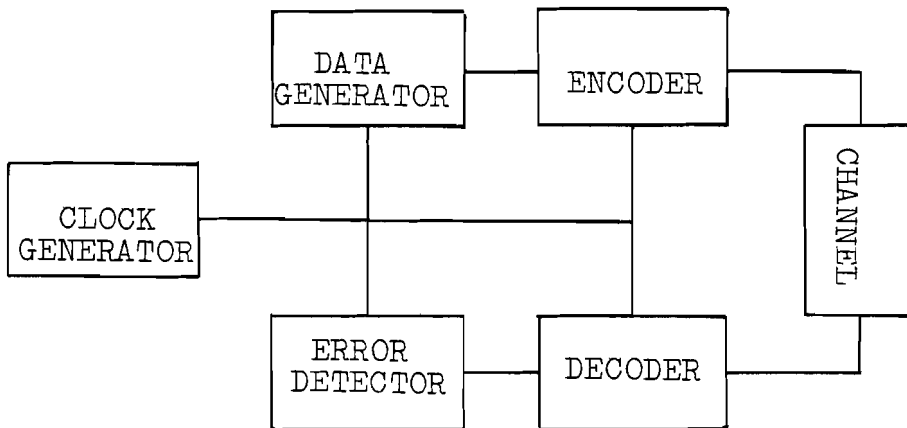 DATA
GENERATOR
ENCODER
CHANNEL
CLOCK
GENERATOR
ERROR
DETECTOR
DECODER